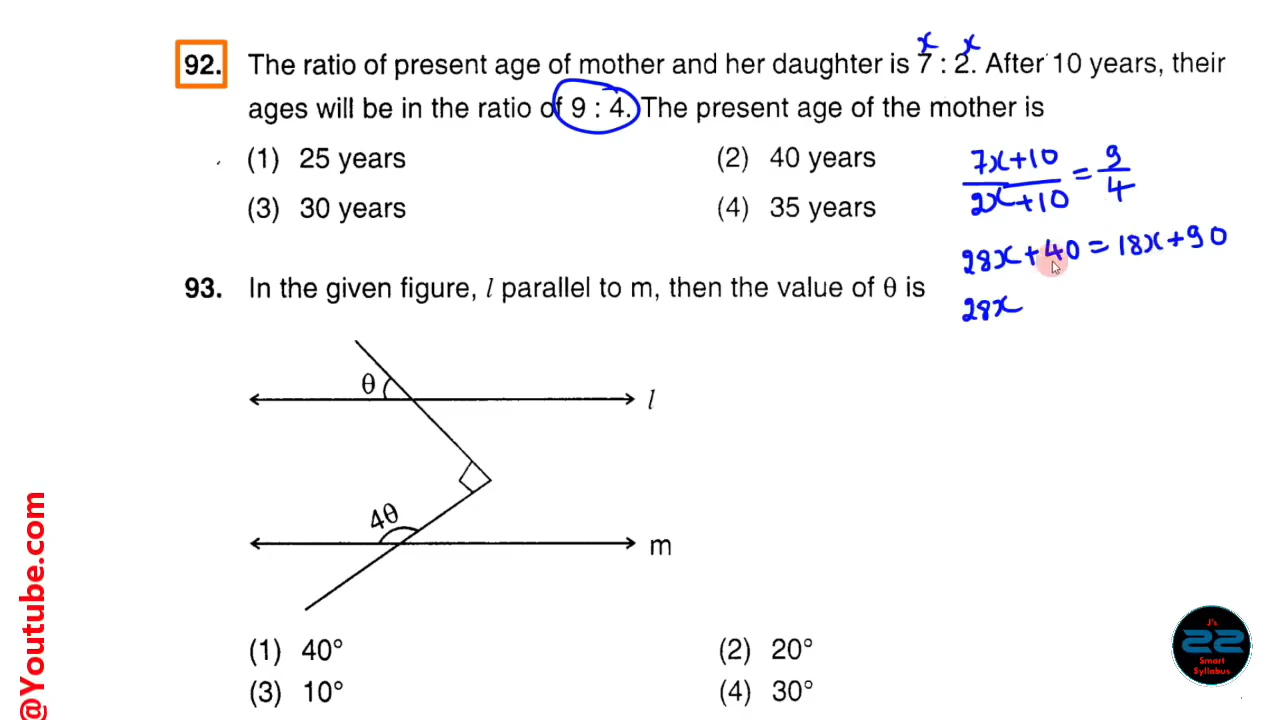 92. The ratio of present age of mother and her daughter is 7 : 2. After 10 years, their
x x
ages will be in the ratio of 9 : 4. The present age of the mother is
(1) 25 years (2) 40 years
(3) 30 years (4) 35 years
7x+10/2x+10 = 9/4
28x+40=18x+90
28x
93. In the given figure, l parallel to m, then the value of θ is
θ
l
4θ
m
(1) 40° (2) 20°
(3) 10° (4) 30°
@Youtube.com
J's
22
Smart
Syllabus